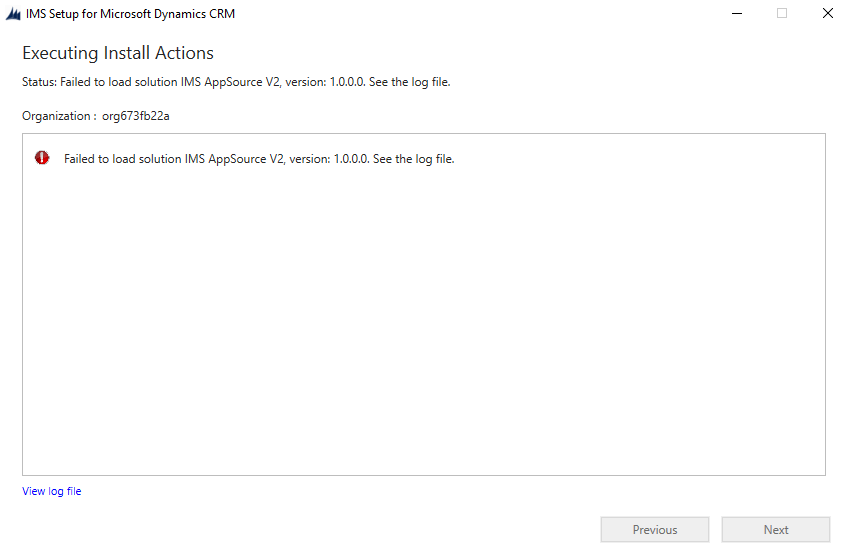 IMS Setup for Microsoft Dynamics CRM
Executing Install Actions
Status: Failed to load solution IMS AppSource V2, version: 1.0.0.0. See the log file.
Organization : org673fb22a
Failed to load solution IMS AppSource V2, version: 1.0.0.0. See the log file.
View log file
Previous
Next